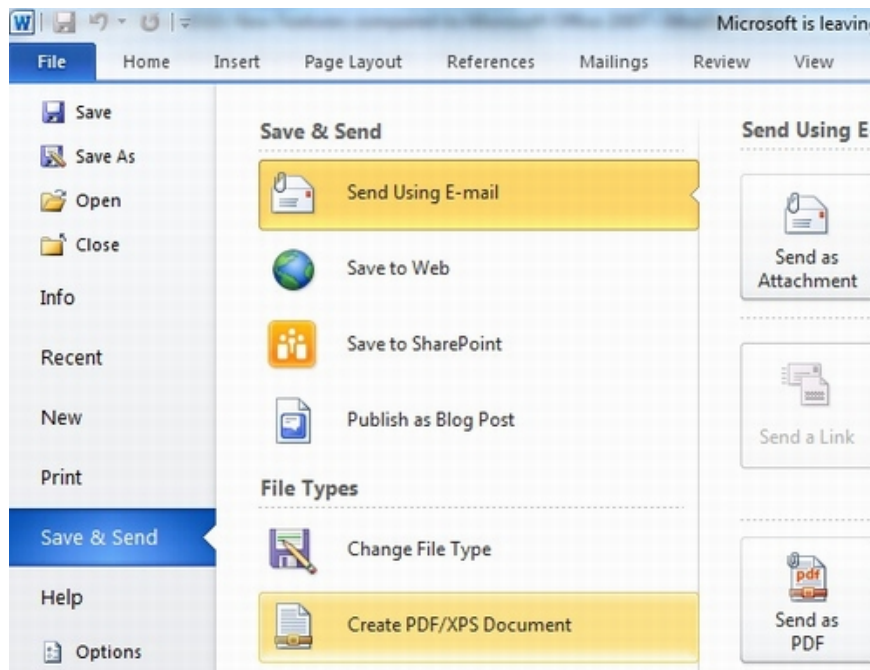 W
Microsoft is leaving
File Home Insert Page Layout References Mailings Review View
Save
Save As
Open
Close
Info
Recent
New
Print
Save & Send
Help
Options
Save & Send
Send Using E-mail
Save to Web
Save to SharePoint
Publish as Blog Post
File Types
Change File Type
Create PDF/XPS Document
Send Using E
Send as
Attachment
Send a Link
pdf
Send as
PDF